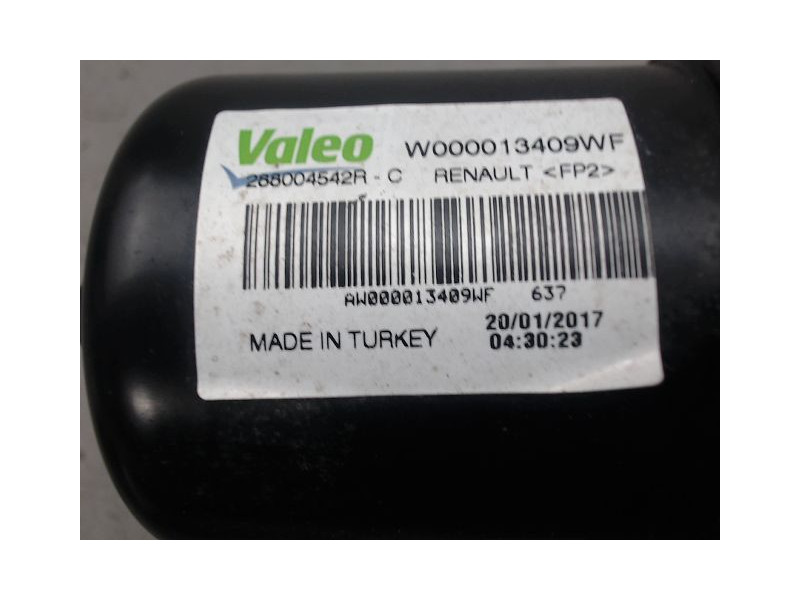 Valeo W000013409WF
288004542R - C RENAULT <FP2>
AW000013409WF 637
MADE IN TURKEY 20/01/2017
04:30:23